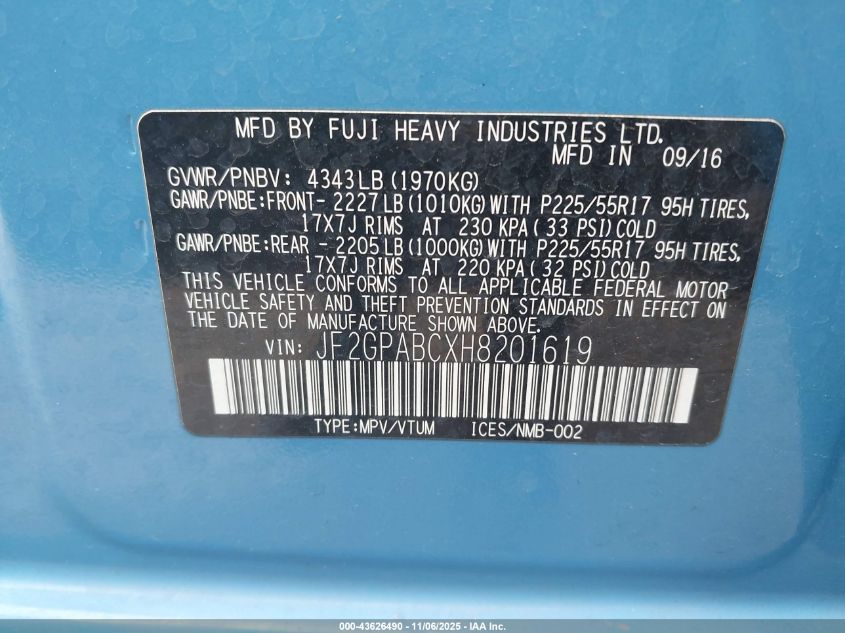 MFD BY FUJI HEAVY INDUSTRIES LTD.
MFD IN 09/16
GVWR/PNBV: 4343LB(1970KG)
GAWR/PNBE:FRONT- 2227LB(1010KG)WITH P225/55R17 95H TIRES,
17X7J RIMS AT 230 KPA( 33 PSI)COLD
GAWR/PNBE:REAR - 2205LB(1000KG)WITH P225/55R17 95H TIRES,
17X7J RIMS AT 220 KPA( 32 PSI)COLD
THIS VEHICLE CONFORMS TO ALL APPLICABLE FEDERAL MOTOR
VEHICLE SAFETY AND THEFT PREVENTION STANDARDS IN EFFECT ON
THE DATE OF MANUFACTURE SHOWN ABOVE.
VIN: JF2GPABCXH8201619
TYPE:MPV/VTUM ICES/NMB-002
000-43626490 - 11/06/2025 - IAA Inc.